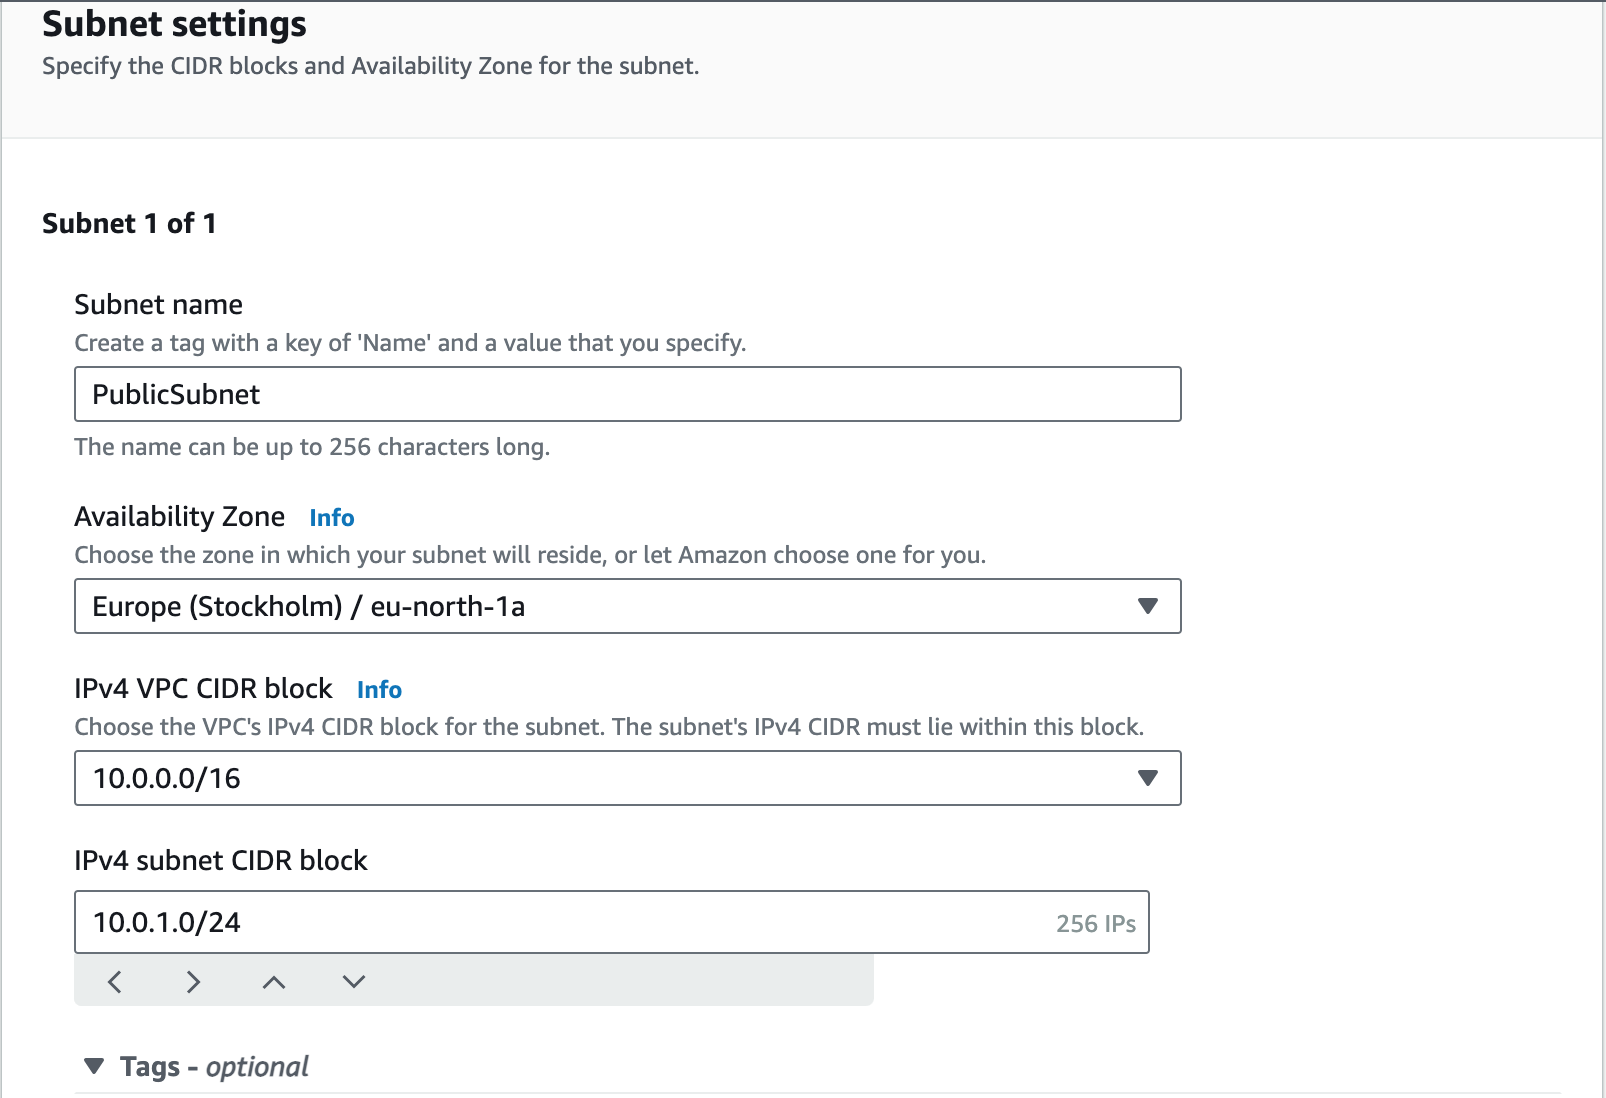 Subnet settings
Specify the CIDR blocks and Availability Zone for the subnet.
Subnet 1 of 1
Subnet name
Create a tag with a key of 'Name' and a value that you specify.
PublicSubnet
The name can be up to 256 characters long.
Availability Zone Info
Choose the zone in which your subnet will reside, or let Amazon choose one for you.
Europe (Stockholm) / eu-north-1a
IPv4 VPC CIDR block Info
Choose the VPC's IPv4 CIDR block for the subnet. The subnet's IPv4 CIDR must lie within this block.
10.0.0.0/16
IPv4 subnet CIDR block
10.0.1.0/24 256 IPs
Tags - optional